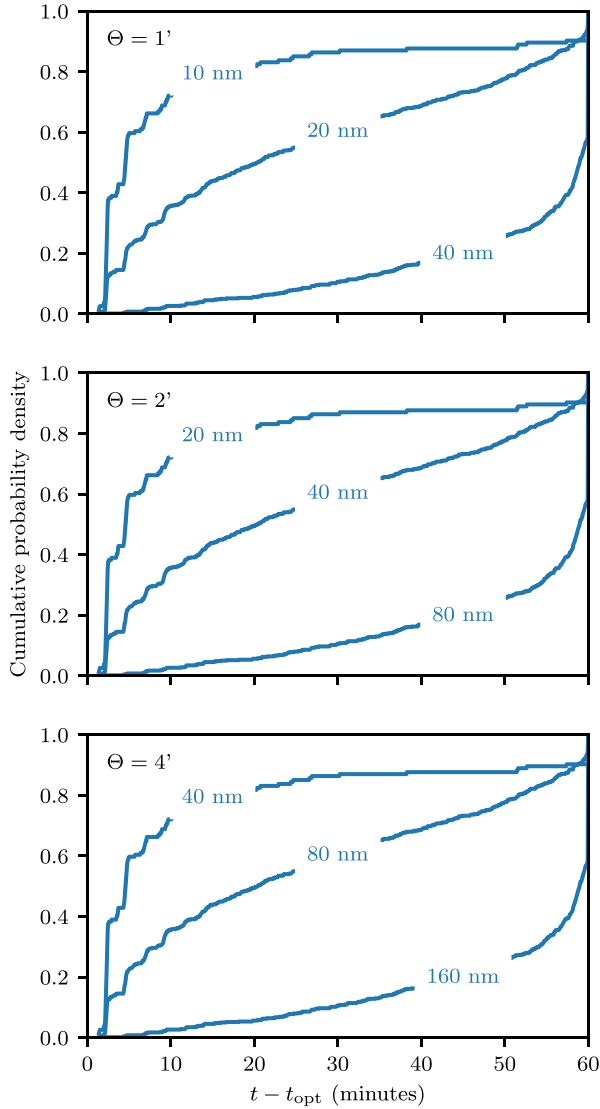 1.0
Θ = 1'
10 nm
0.8
20 nm
0.6
0.4
40 nm
0.2
0.0
Cumulative probability density
1.0
Θ = 2'
20 nm
0.8
40 nm
0.6
0.4
80 nm
0.2
0.0
1.0
Θ = 4'
40 nm
0.8
80 nm
0.6
0.4
160 nm
0.2
0.0
0 10 20 30 40 50 60
t − t_opt (minutes)